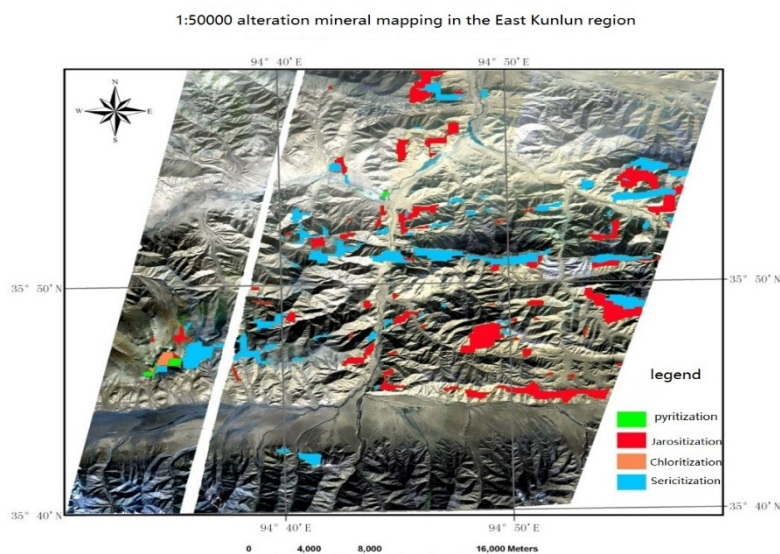 1:50000 alteration mineral mapping in the East Kunlun region
94° 40′ E
94° 50′ E
N
W
E
S
35° 50′ N
35° 50′ N
legend
pyritization
Jarositization
Chloritization
Sericitization
35° 40′ N
35° 40′ N
94° 40′ E
94° 50′ E
0 4,000 8,000 16,000 Meters